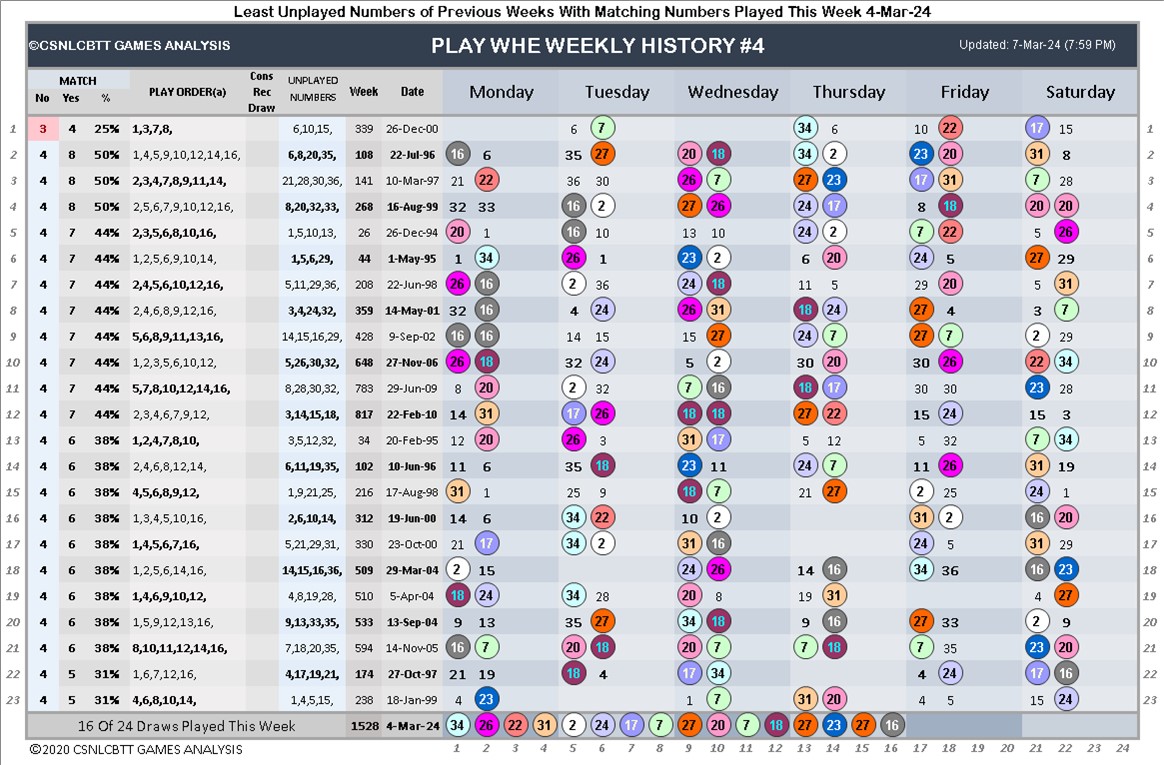 Least Unplayed Numbers of Previous Weeks With Matching Numbers Played This Week 4-Mar-24
©CSNLCBTT GAMES ANALYSIS PLAY WHE WEEKLY HISTORY #4 Updated: 7-Mar-24 (7:59 PM)
MATCH PLAY ORDER(a) Cons Rec Draw UNPLAYED NUMBERS Week Date Monday Tuesday Wednesday Thursday Friday Saturday
No Yes %
1 3 4 25% 1,3,7,8, 6,10,15, 339 26-Dec-00 6 7 34 6 10 22 17 15 1
2 4 8 50% 1,4,5,9,10,12,14,16, 6,8,20,35, 108 22-Jul-96 16 6 35 27 20 18 34 2 23 20 31 8 2
3 4 8 50% 2,3,4,7,8,9,11,14, 21,28,30,36, 141 10-Mar-97 21 22 36 30 26 7 27 23 17 31 7 28 3
4 4 8 50% 2,5,6,7,9,10,12,16, 8,20,32,33, 268 16-Aug-99 32 33 16 2 27 26 24 17 8 18 20 20 4
5 4 7 44% 2,3,5,6,8,10,16, 1,5,10,13, 26 26-Dec-94 20 1 16 10 13 10 24 2 7 22 5 26 5
6 4 7 44% 1,2,5,6,9,10,14, 1,5,6,29, 44 1-May-95 1 34 26 1 23 2 6 20 24 5 27 29 6
7 4 7 44% 2,4,5,6,10,12,16, 5,11,29,36, 208 22-Jun-98 26 16 2 36 24 18 11 5 29 20 5 31 7
8 4 7 44% 2,4,6,8,9,12,16, 3,4,24,32, 359 14-May-01 32 16 4 24 26 31 18 24 27 4 3 7 8
9 4 7 44% 5,6,8,9,11,13,16, 14,15,16,29, 428 9-Sep-02 16 16 14 15 15 27 24 7 27 7 2 29 9
10 4 7 44% 1,2,3,5,6,10,12, 5,26,30,32, 648 27-Nov-06 26 18 32 24 5 2 30 20 30 26 22 34 10
11 4 7 44% 5,7,8,10,12,14,16, 8,28,30,32, 783 29-Jun-09 8 20 2 32 7 16 18 17 30 30 23 28 11
12 4 7 44% 2,3,4,6,7,9,12, 3,14,15,18, 817 22-Feb-10 14 31 17 26 18 18 27 22 15 24 15 3 12
13 4 6 38% 1,2,4,7,8,10, 3,5,12,32, 34 20-Feb-95 12 20 26 3 31 17 5 12 5 32 7 34 13
14 4 6 38% 2,4,6,8,12,14, 6,11,19,35, 102 10-Jun-96 11 6 35 18 23 11 24 7 11 26 31 19 14
15 4 6 38% 4,5,6,8,9,12, 1,9,21,25, 216 17-Aug-98 31 1 25 9 18 7 21 27 2 25 24 1 15
16 4 6 38% 1,3,4,5,10,16, 2,6,10,14, 312 19-Jun-00 14 6 34 22 10 2 31 2 16 20 16
17 4 6 38% 1,4,5,6,7,16, 5,21,29,31, 330 23-Oct-00 21 17 34 2 31 16 24 5 31 29 17
18 4 6 38% 1,2,5,6,14,16, 14,15,16,36, 509 29-Mar-04 2 15 24 26 14 16 34 36 16 23 18
19 4 6 38% 1,4,6,9,10,12, 4,8,19,28, 510 5-Apr-04 18 24 34 28 20 8 19 31 4 27 19
20 4 6 38% 1,5,9,12,13,16, 9,13,33,35, 533 13-Sep-04 9 13 35 27 34 18 9 16 27 33 2 9 20
21 4 6 38% 8,10,11,12,14,16, 7,18,20,35, 594 14-Nov-05 16 7 20 18 20 7 7 18 7 35 23 20 21
22 4 5 31% 1,6,7,12,16, 4,17,19,21, 174 27-Oct-97 21 19 18 4 17 34 4 24 17 16 22
23 4 5 31% 4,6,8,10,14, 1,4,5,15, 238 18-Jan-99 4 23 1 7 31 20 5 15 24 23
16 Of 24 Draws Played This Week 1528 4-Mar-24 34 26 22 31 2 24 17 7 27 20 7 18 27 23 27 16
©2020 CSNLCBTT GAMES ANALYSIS 1 2 3 4 5 6 7 8 9 10 11 12 13 14 15 16 17 18 19 20 21 22 23 24